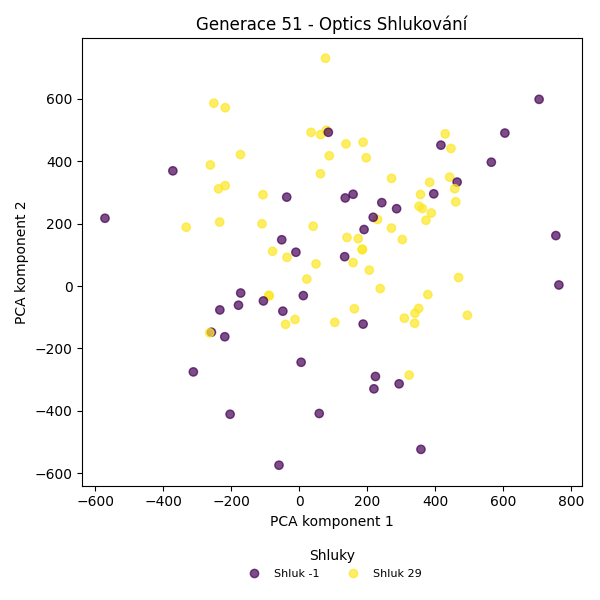 Generace 51 - Optics Shlukování
600
400
200
0
−200
−400
−600
PCA komponent 2
−600 −400 −200 0 200 400 600 800
PCA komponent 1
Shluky
Shluk -1 Shluk 29